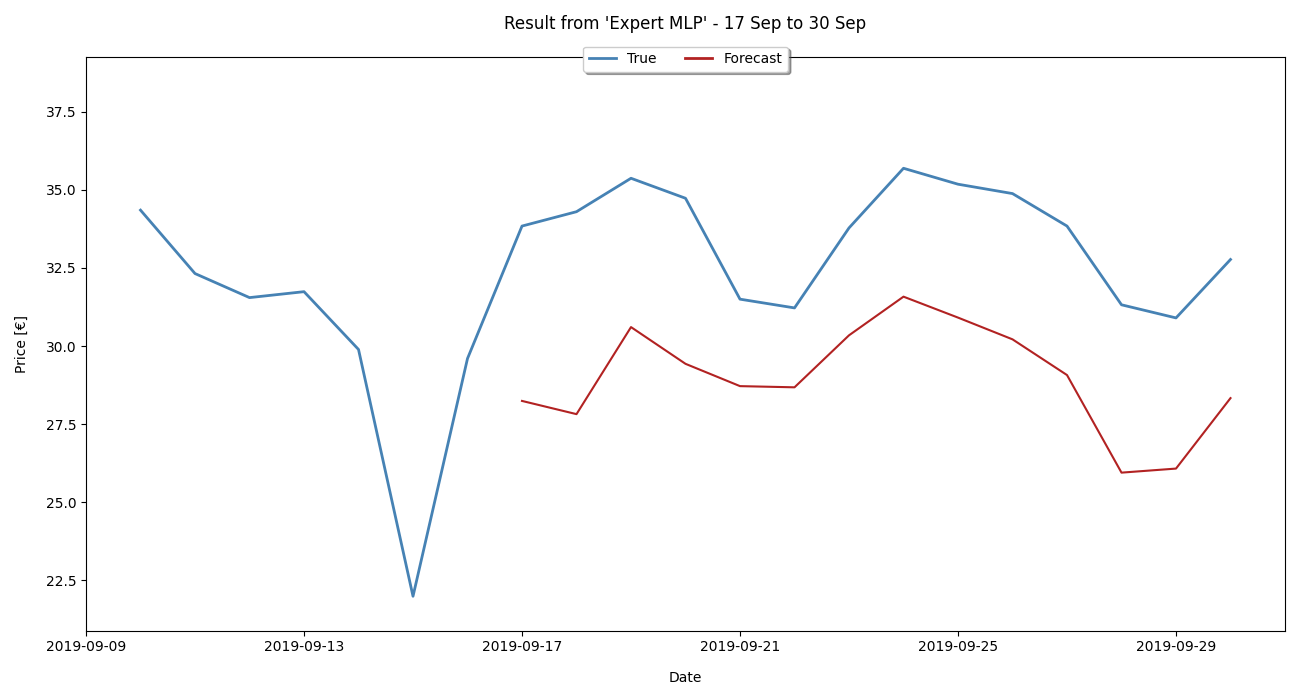 Result from 'Expert MLP' - 17 Sep to 30 Sep
True Forecast
37.5
35.0
32.5
30.0
27.5
25.0
22.5
Price [€]
2019-09-09 2019-09-13 2019-09-17 2019-09-21 2019-09-25 2019-09-29
Date